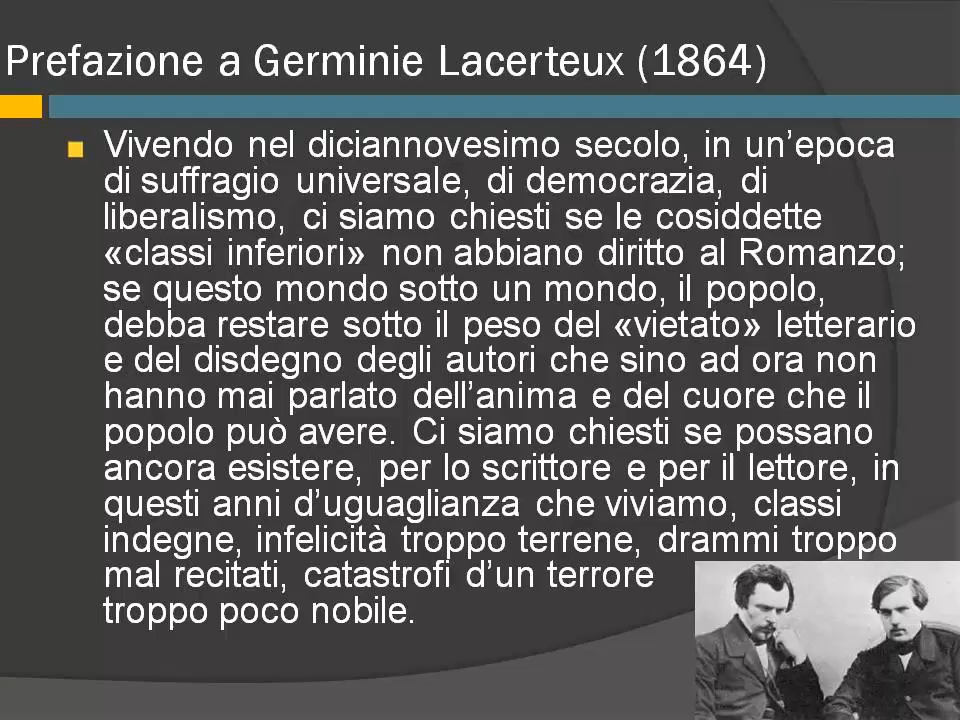 Prefazione a Germinie Lacerteux (1864)
Vivendo nel diciannovesimo secolo, in un’epoca
di suffragio universale, di democrazia, di
liberalismo, ci siamo chiesti se le cosiddette
«classi inferiori» non abbiano diritto al Romanzo;
se questo mondo sotto un mondo, il popolo,
debba restare sotto il peso del «vietato» letterario
e del disdegno degli autori che sino ad ora non
hanno mai parlato dell’anima e del cuore che il
popolo può avere. Ci siamo chiesti se possano
ancora esistere, per lo scrittore e per il lettore, in
questi anni d’uguaglianza che viviamo, classi
indegne, infelicità troppo terrene, drammi troppo
mal recitati, catastrofi d’un terrore
troppo poco nobile.